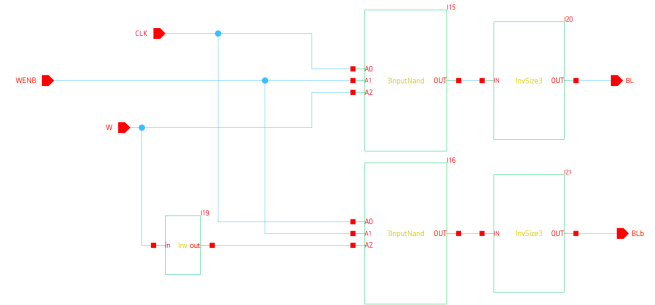 I15
I20
CLK
A0
WENB
A1
3InputNand
OUT
IN
InvSize3
OUT
BL
A2
W
I16
I21
I19
A0
A1
3InputNand
OUT
IN
InvSize3
OUT
BLb
in
Inv
out
A2